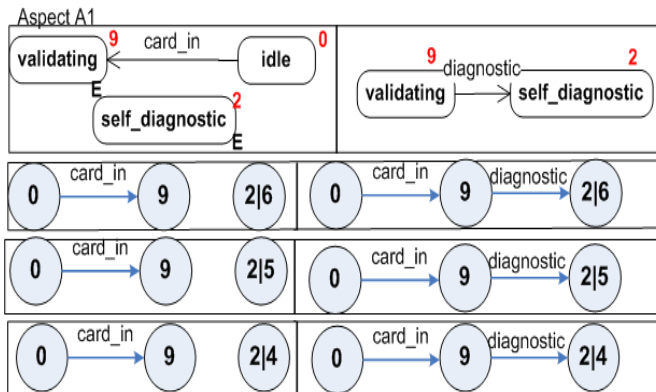 Aspect A1
9 card_in 0
validating idle
E
2
self_diagnostic
E
9 diagnostic 2
validating self_diagnostic
card_in
0 9 2|6
card_in diagnostic
0 9 2|6
card_in
0 9 2|5
card_in diagnostic
0 9 2|5
card_in
0 9 2|4
card_in diagnostic
0 9 2|4